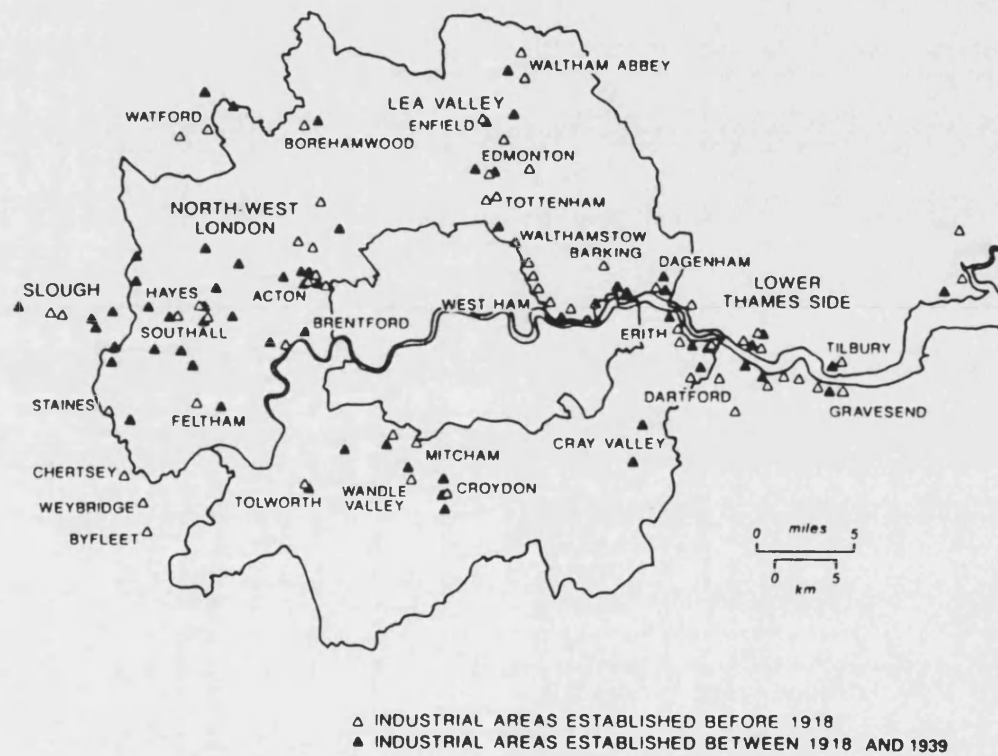 WALTHAM ABBEY
LEA VALLEY
ENFIELD
WATFORD
BOREHAMWOOD
EDMONTON
TOTTENHAM
NORTH-WEST
LONDON
WALTHAMSTOW
BARKING
DAGENHAM
SLOUGH
HAYES
ACTON
WEST HAM
LOWER
THAMES SIDE
SOUTHALL
BRENTFORD
ERITH
TILBURY
STAINES
FELTHAM
DARTFORD
GRAVESEND
CRAY VALLEY
CHERTSEY
MITCHAM
WEYBRIDGE
TOLWORTH
WANDLE
VALLEY
CROYDON
BYFLEET
0 miles 5
0 5
km
△ INDUSTRIAL AREAS ESTABLISHED BEFORE 1918
▲ INDUSTRIAL AREAS ESTABLISHED BETWEEN 1918 AND 1939